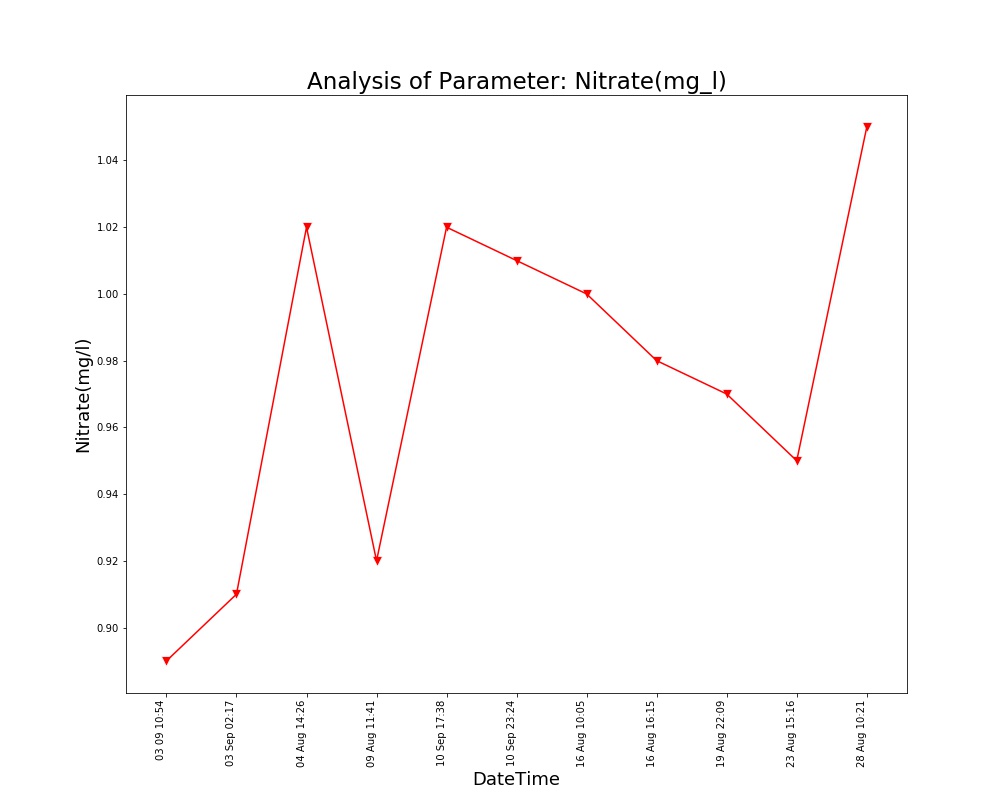 Analysis of Parameter: Nitrate(mg_l)
Nitrate(mg/l)
1.04
1.02
1.00
0.98
0.96
0.94
0.92
0.90
03 09 10:54
03 Sep 02:17
04 Aug 14:26
09 Aug 11:41
10 Sep 17:38
10 Sep 23:24
16 Aug 10:05
16 Aug 16:15
19 Aug 22:09
23 Aug 15:16
28 Aug 10:21
DateTime